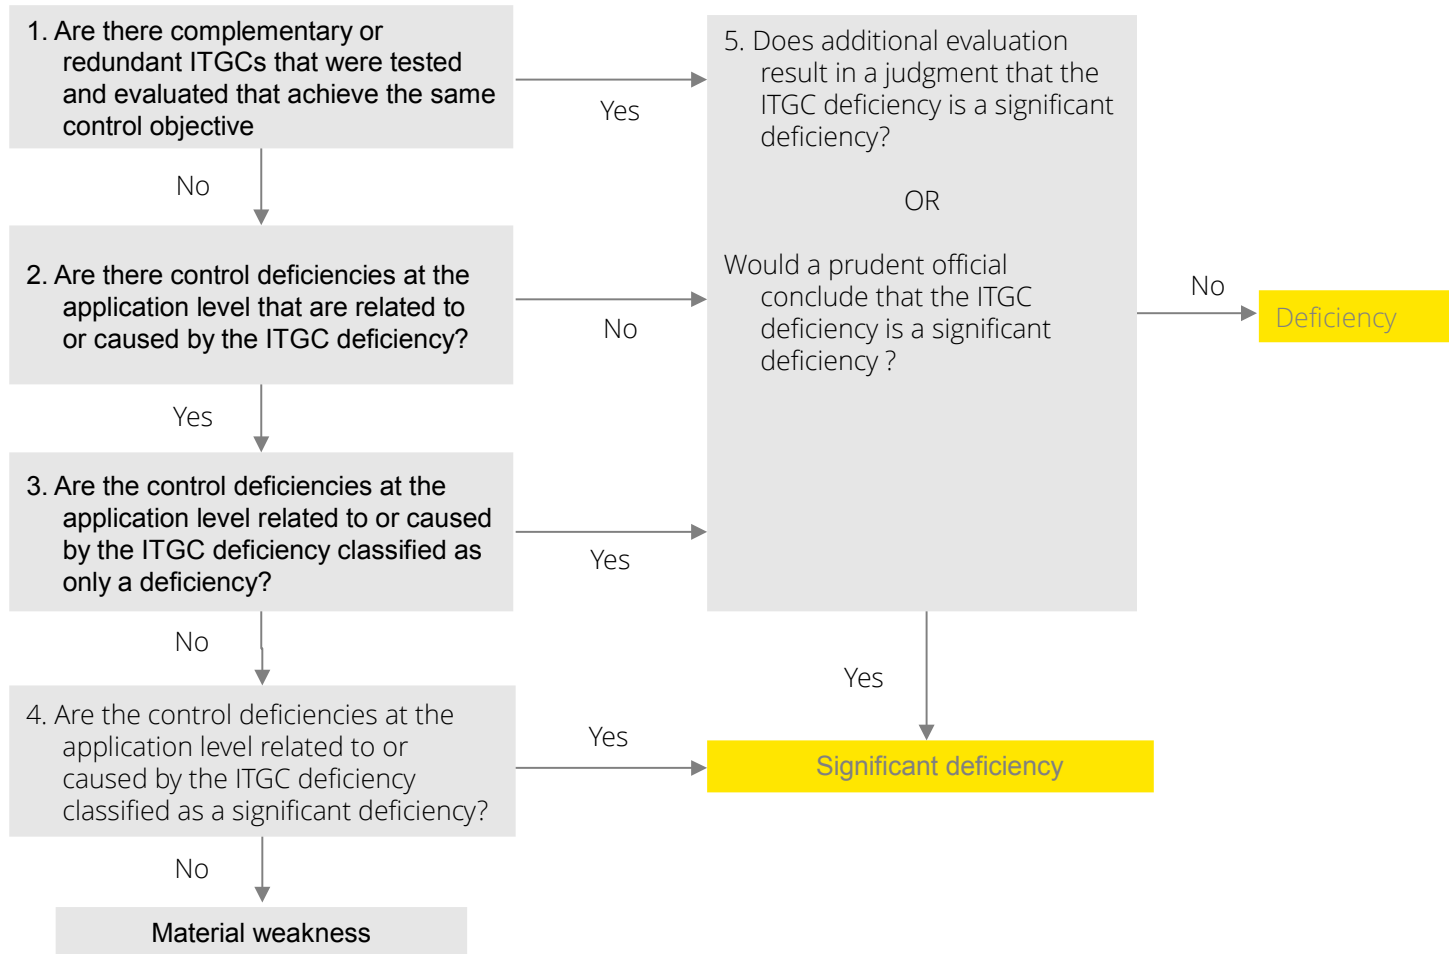 1. Are there complementary or
redundant ITGCs that were tested
and evaluated that achieve the same
control objective
Yes
No
2. Are there control deficiencies at the
application level that are related to
or caused by the ITGC deficiency?
No
Yes
3. Are the control deficiencies at the
application level related to or caused
by the ITGC deficiency classified as
only a deficiency?
Yes
No
4. Are the control deficiencies at the
application level related to or
caused by the ITGC deficiency
classified as a significant deficiency?
Yes
No
Material weakness
5. Does additional evaluation
result in a judgment that the
ITGC deficiency is a significant
deficiency?
OR
Would a prudent official
conclude that the ITGC
deficiency is a significant
deficiency ?
No
Deficiency
Yes
Significant deficiency